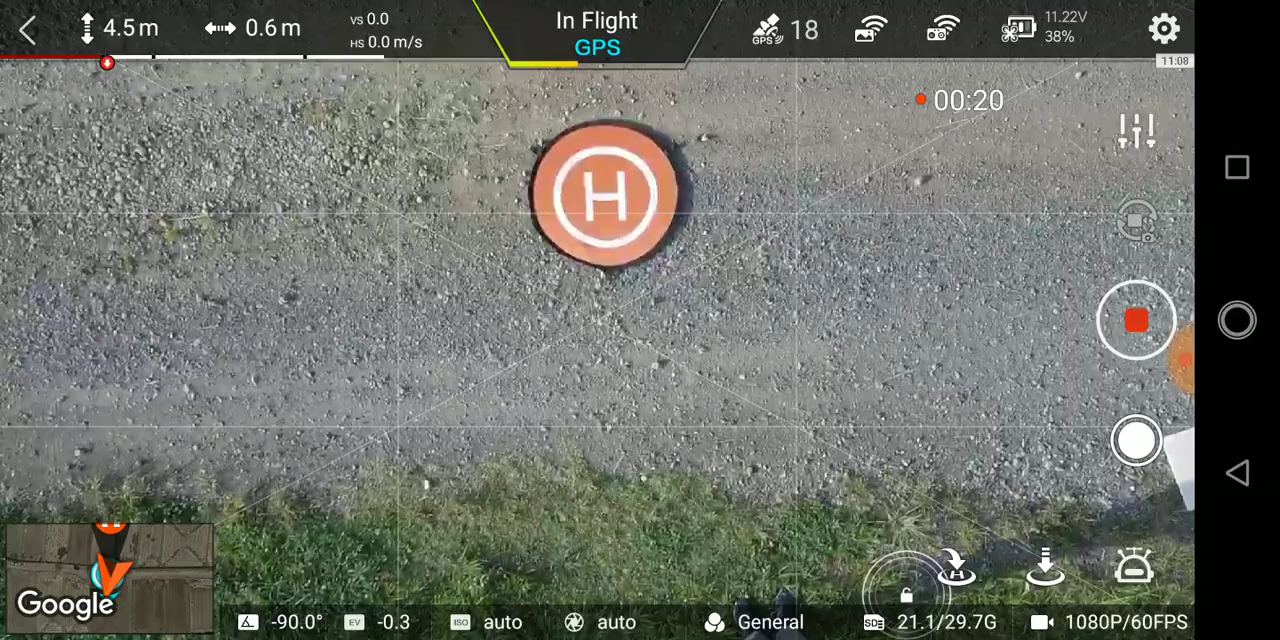 4.5 m
0.6 m
VS 0.0
HS 0.0 m/s
In Flight
GPS
GPS 18
11.22V
38%
11:08
00:20
H
H
Google
-90.0°
EV -0.3
ISO auto
auto
General
SD 21.1/29.7G
1080P/60FPS